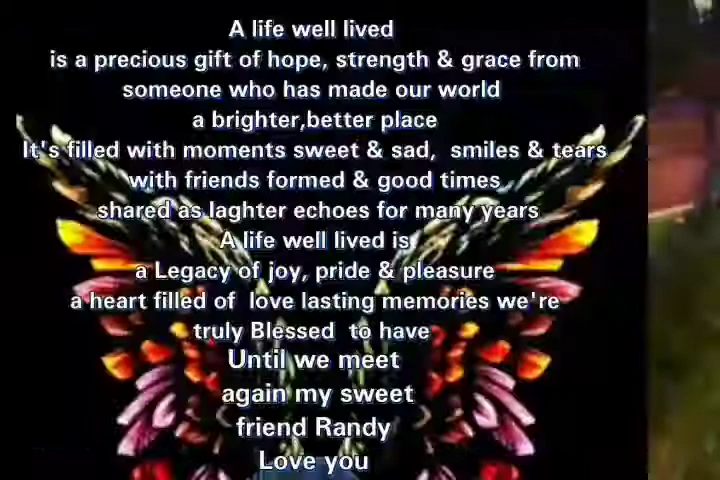 A life well lived
is a precious gift of hope, strength & grace from
someone who has made our world
a brighter,better place
It's filled with moments sweet & sad, smiles & tears
with friends formed & good times
shared as laghter echoes for many years
A life well lived is
a Legacy of joy, pride & pleasure
a heart filled of love lasting memories we're
truly Blessed to have
Until we meet
again my sweet
friend Randy
Love you